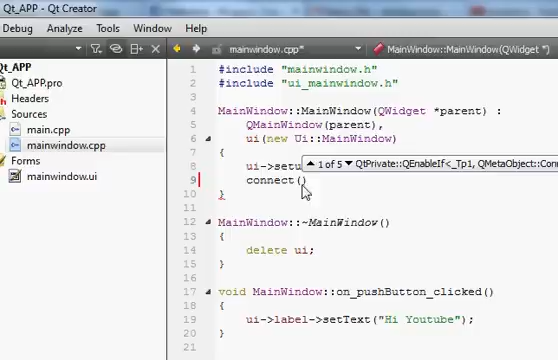 Qt_APP - Qt Creator
Debug Analyze Tools Window Help
mainwindow.cpp* MainWindow::MainWindow(QWidget *)
Qt_APP
Qt_APP.pro
Headers
Sources
main.cpp
mainwindow.cpp
Forms
mainwindow.ui
1 #include "mainwindow.h"
2 #include "ui_mainwindow.h"
3
4 MainWindow::MainWindow(QWidget *parent) :
5 QMainWindow(parent),
6 ui(new Ui::MainWindow)
7 {
8 ui->setu
1 of 5 QtPrivate::QEnableIf<_Tp1, QMetaObject::Conn
9 connect()
10 }
11
12 MainWindow::~MainWindow()
13 {
14 delete ui;
15 }
16
17 void MainWindow::on_pushButton_clicked()
18 {
19 ui->label->setText("Hi Youtube");
20 }
21